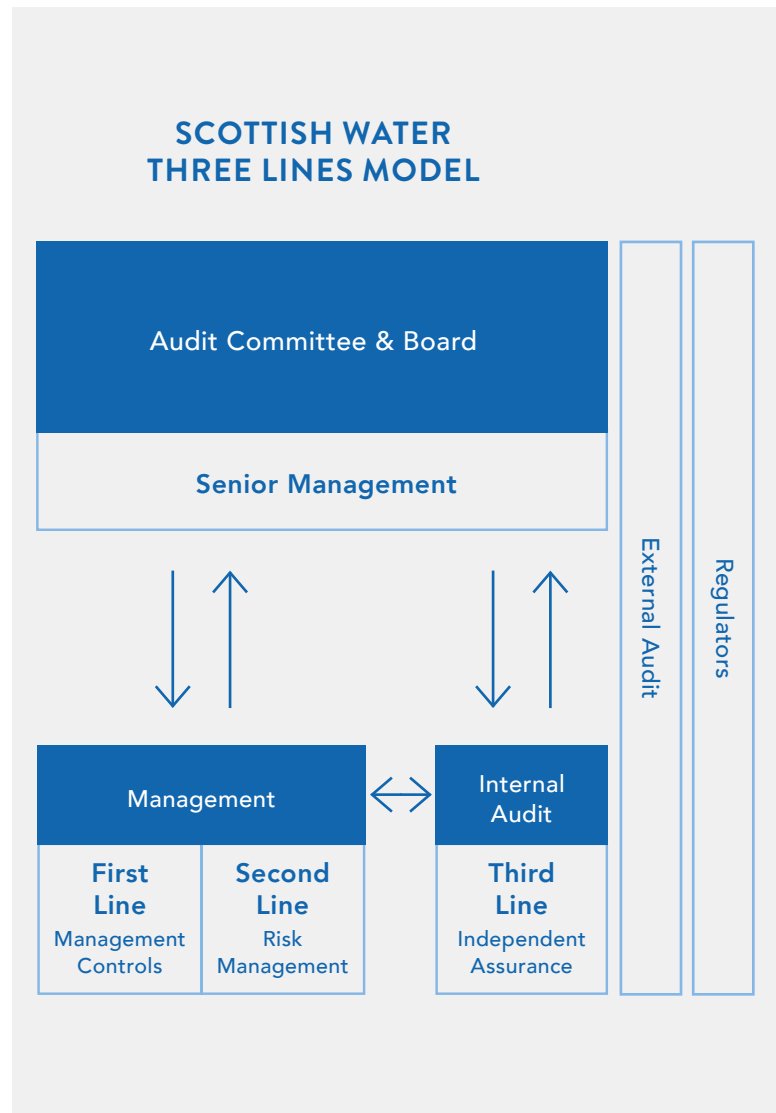 SCOTTISH WATER
THREE LINES MODEL
Audit Committee & Board
Senior Management
External Audit
Regulators
Management
Internal
Audit
First
Line
Management
Controls
Second
Line
Risk
Management
Third
Line
Independent
Assurance